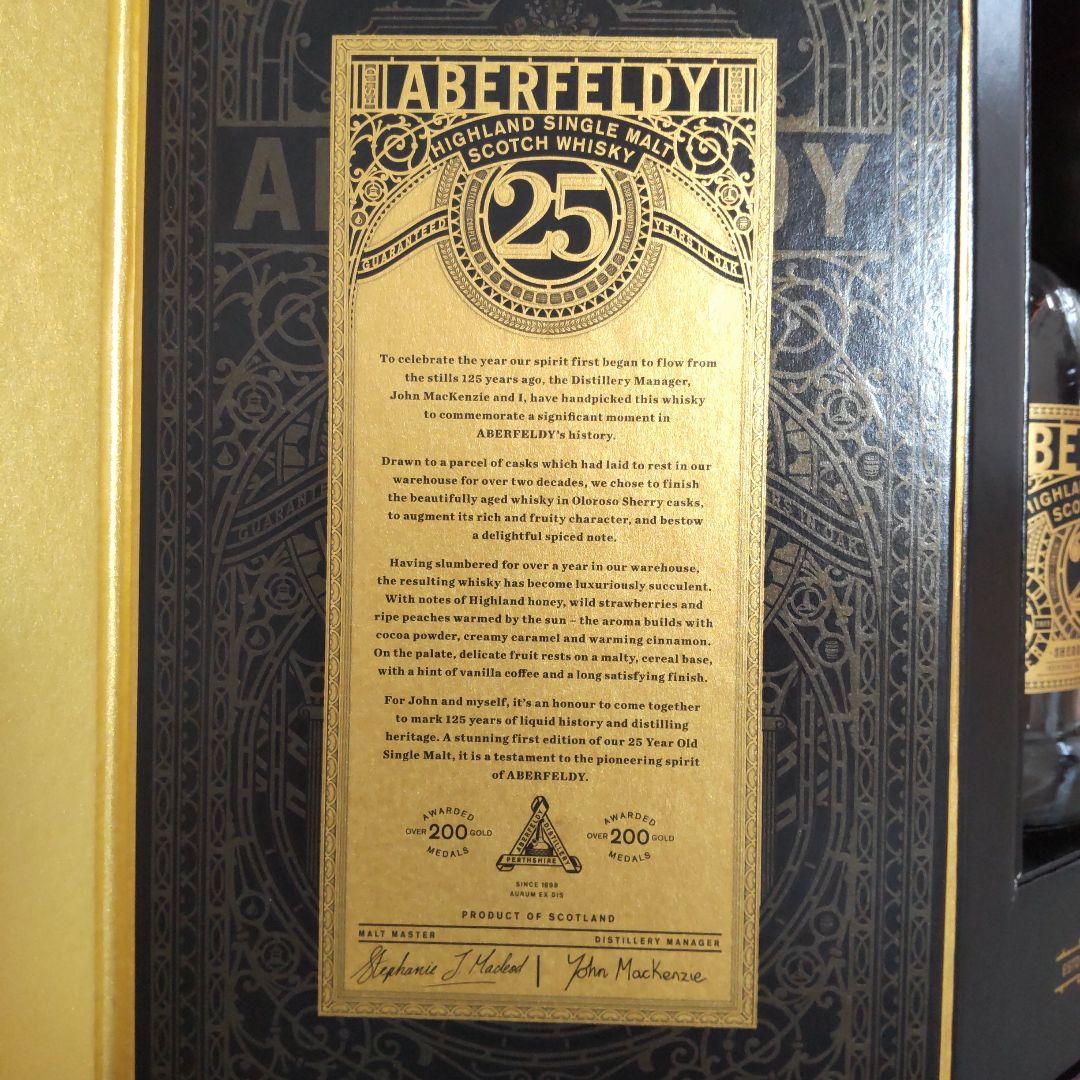 ABERFELDY
HIGHLAND SINGLE MALT
SCOTCH WHISKY
25
GUARANTEED
YEARS IN OAK
To celebrate the year our spirit first began to flow from
the stills 125 years ago, the Distillery Manager,
John MacKenzie and I, have handpicked this whisky
to commemorate a significant moment in
ABERFELDY's history.
Drawn to a parcel of casks which had laid to rest in our
warehouse for over two decades, we chose to finish
the beautifully aged whisky in Oloroso Sherry casks,
to augment its rich and fruity character, and bestow
a delightful spiced note.
Having slumbered for over a year in our warehouse,
the resulting whisky has become luxuriously succulent.
With notes of Highland honey, wild strawberries and
ripe peaches warmed by the sun – the aroma builds with
cocoa powder, creamy caramel and warming cinnamon.
On the palate, delicate fruit rests on a malty, cereal base,
with a hint of vanilla coffee and a long satisfying finish.
For John and myself, it's an honour to come together
to mark 125 years of liquid history and distilling
heritage. A stunning first edition of our 25 Year Old
Single Malt, it is a testament to the pioneering spirit
of ABERFELDY.
AWARDED
OVER 200 GOLD
MEDALS
ABERFELDY
DISTILLERY
PERTHSHIRE
AWARDED
OVER 200 GOLD
MEDALS
SINCE 1898
AURUM EX DIS
PRODUCT OF SCOTLAND
MALT MASTER
DISTILLERY MANAGER
Stephanie J Macleod
John MacKenzie